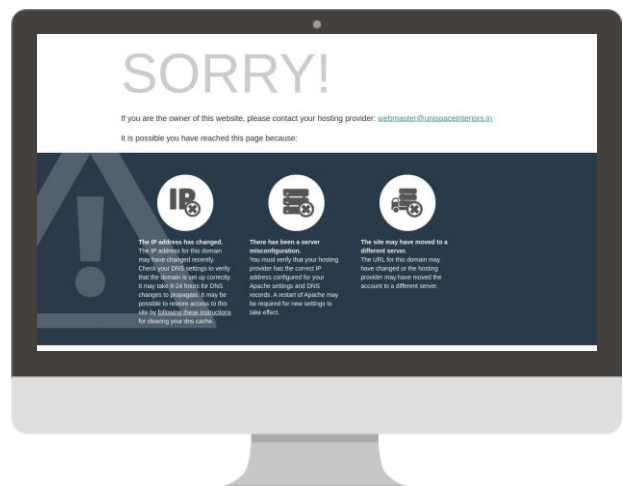 SORRY!
If you are the owner of this website, please contact your hosting provider: webmaster@unispaceinteriors.in
It is possible you have reached this page because:
IP
The IP address has changed.
The IP address for this domain
may have changed recently.
Check your DNS settings to verify
that the domain is set up correctly.
It may take 8-24 hours for DNS
changes to propagate. It may be
possible to restore access to this
site by following these instructions
for clearing your dns cache.
There has been a server
misconfiguration.
You must verify that your hosting
provider has the correct IP
address configured for your
Apache settings and DNS
records. A restart of Apache may
be required for new settings to
take effect.
The site may have moved to a
different server.
The URL for this domain may
have changed or the hosting
provider may have moved the
account to a different server.